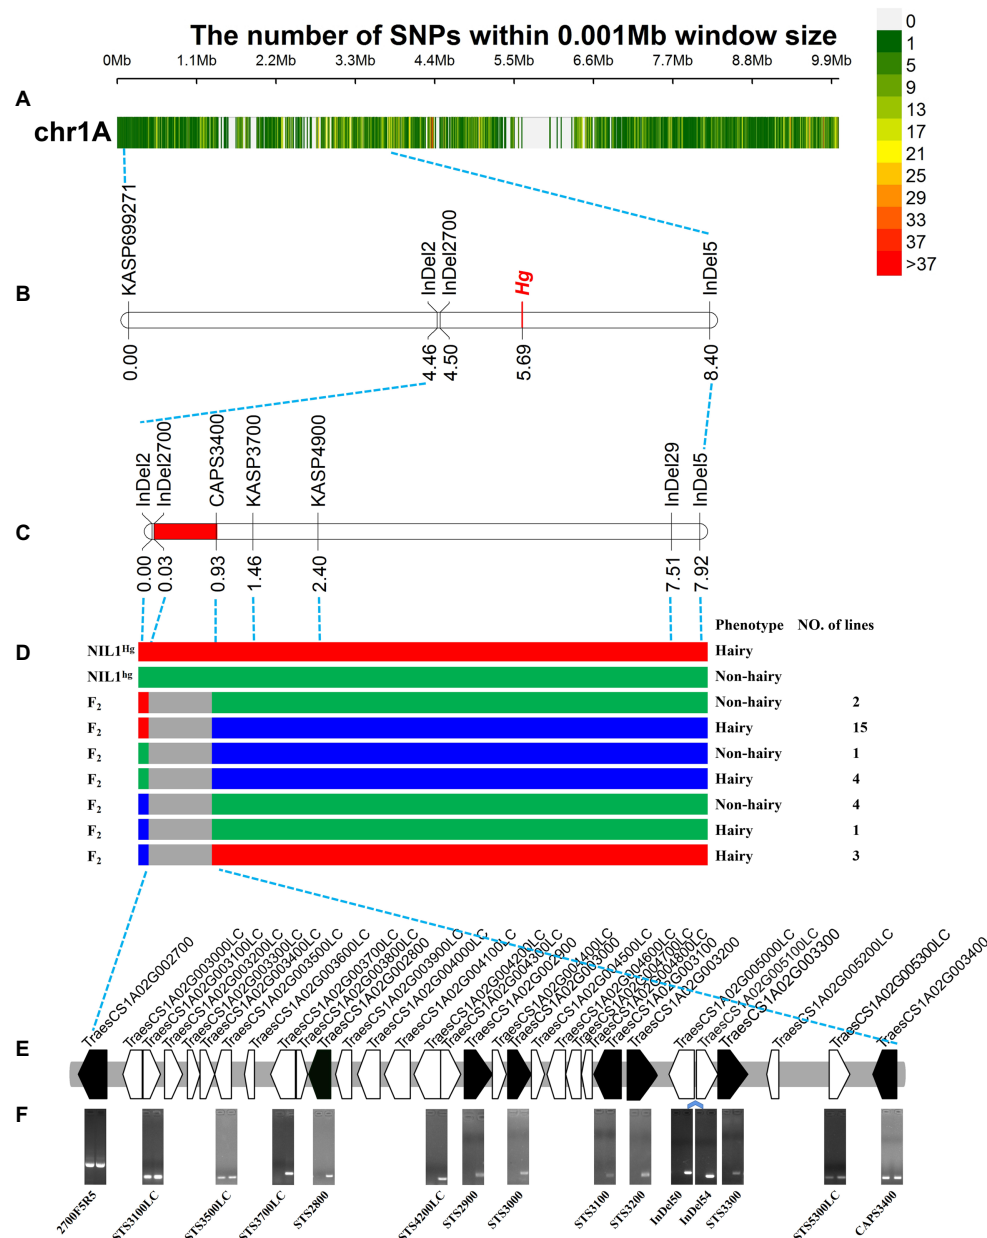 The number of SNPs within 0.001Mb window size
0Mb 1.1Mb 2.2Mb 3.3Mb 4.4Mb 5.5Mb 6.6Mb 7.7Mb 8.8Mb 9.9Mb
0
1
5
9
13
17
21
25
29
33
37
>37
A
chr1A
B
KASP699271 InDel2 InDel2700 Hg InDel5
0.00 4.46 4.50 5.69 8.40
C
InDel2 InDel2700 CAPS3400 KASP3700 KASP4900 InDel29 InDel5
0.00 0.03 0.93 1.46 2.40 7.51 7.92
Phenotype NO. of lines
D
NIL1Hg Hairy
NIL1hg Non-hairy
F2 Non-hairy 2
F2 Hairy 15
F2 Non-hairy 1
F2 Hairy 4
F2 Non-hairy 4
F2 Hairy 1
F2 Hairy 3
E
TraesCS1A02G002700
TraesCS1A02G003000LC
TraesCS1A02G003100LC
TraesCS1A02G003200LC
TraesCS1A02G003300LC
TraesCS1A02G003400LC
TraesCS1A02G003500LC
TraesCS1A02G003600LC
TraesCS1A02G003700LC
TraesCS1A02G003800LC
TraesCS1A02G002800
TraesCS1A02G003900LC
TraesCS1A02G004000LC
TraesCS1A02G004100LC
TraesCS1A02G004200LC
TraesCS1A02G004300LC
TraesCS1A02G002900
TraesCS1A02G004400LC
TraesCS1A02G003000
TraesCS1A02G004500LC
TraesCS1A02G004600LC
TraesCS1A02G004700LC
TraesCS1A02G004800LC
TraesCS1A02G003100
TraesCS1A02G003200
TraesCS1A02G005000LC
TraesCS1A02G005100LC
TraesCS1A02G003300
TraesCS1A02G005200LC
TraesCS1A02G005300LC
TraesCS1A02G003400
F
2700F5R5 STS3100LC STS3500LC STS3700LC STS2800 STS4200LC STS2900 STS3000 STS3100 STS3200 InDel50 InDel54 STS3300 STS5300LC CAPS3400